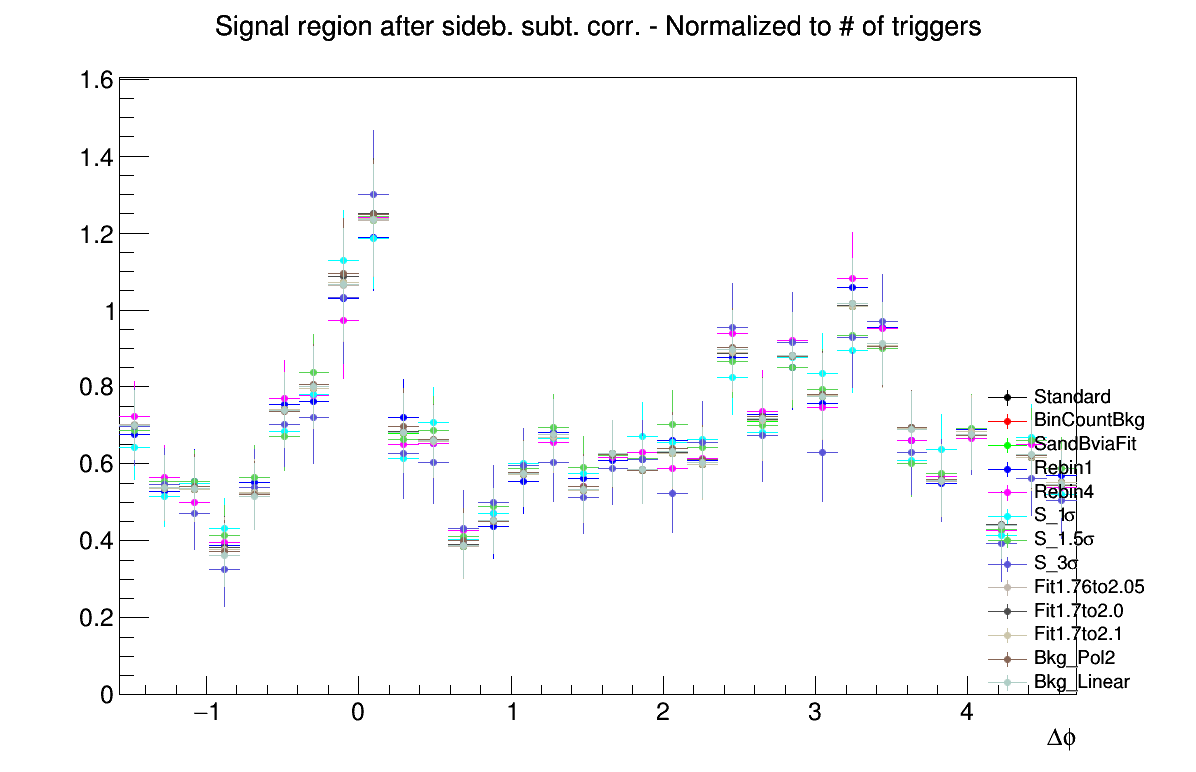 Signal region after sideb. subt. corr. - Normalized to # of triggers
1.6
1.4
1.2
1
0.8
0.6
0.4
0.2
0
−1
0
1
2
3
4
Δϕ
Standard
BinCountBkg
SandBviaFit
Rebin1
Rebin4
S_1σ
S_1.5σ
S_3σ
Fit1.76to2.05
Fit1.7to2.0
Fit1.7to2.1
Bkg_Pol2
Bkg_Linear